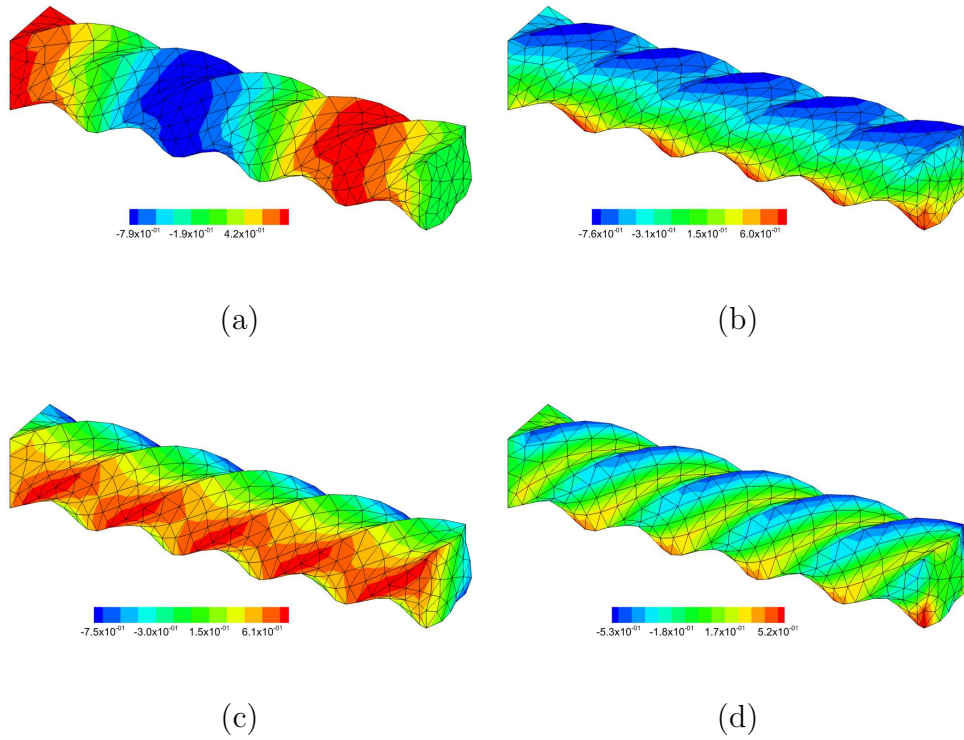 -7.9x10⁻⁰¹ -1.9x10⁻⁰¹ 4.2x10⁻⁰¹
-7.6x10⁻⁰¹ -3.1x10⁻⁰¹ 1.5x10⁻⁰¹ 6.0x10⁻⁰¹
(a)
(b)
-7.5x10⁻⁰¹ -3.0x10⁻⁰¹ 1.5x10⁻⁰¹ 6.1x10⁻⁰¹
-5.3x10⁻⁰¹ -1.8x10⁻⁰¹ 1.7x10⁻⁰¹ 5.2x10⁻⁰¹
(c)
(d)